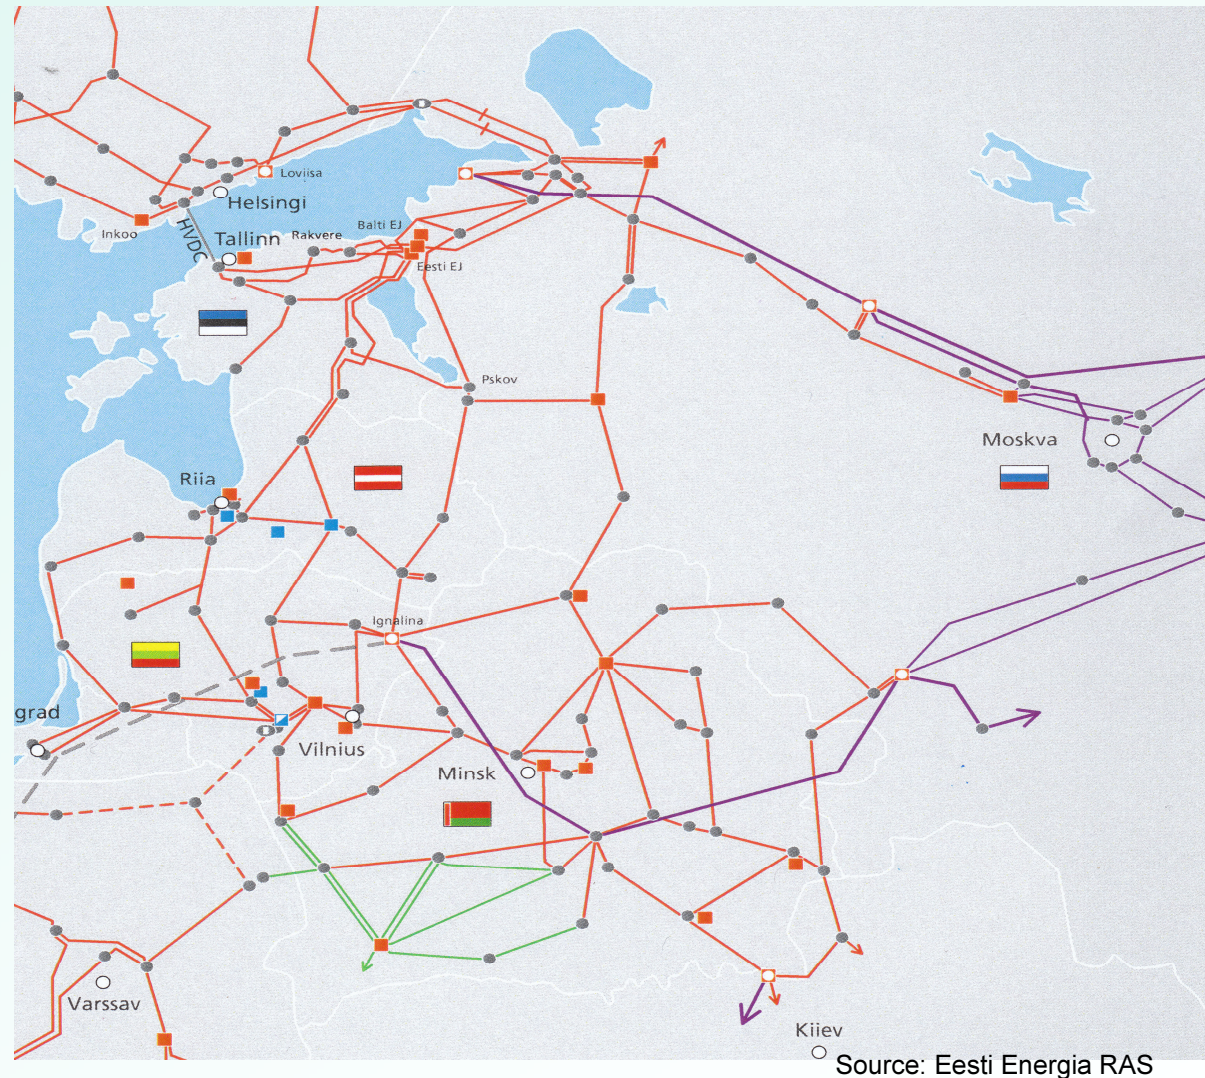 Loviisa
Helsingi
Inkoo
HVDC
Tallinn
Rakvere
Balti EJ
Eesti EJ
Pskov
Moskva
Riia
Ignalina
grad
Vilnius
Minsk
Varssav
Kiiev
Source: Eesti Energia RAS